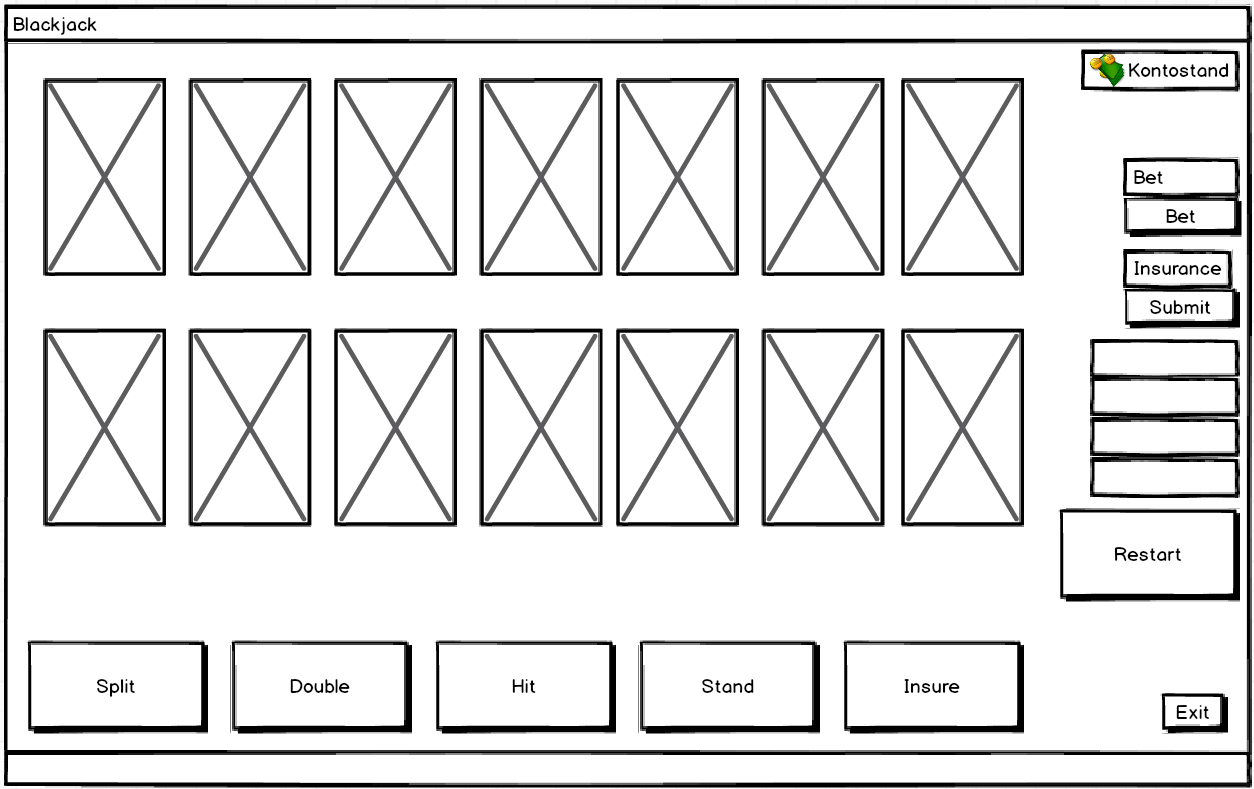 Blackjack
Kontostand
Bet
Bet
Insurance
Submit
Restart
Split
Double
Hit
Stand
Insure
Exit